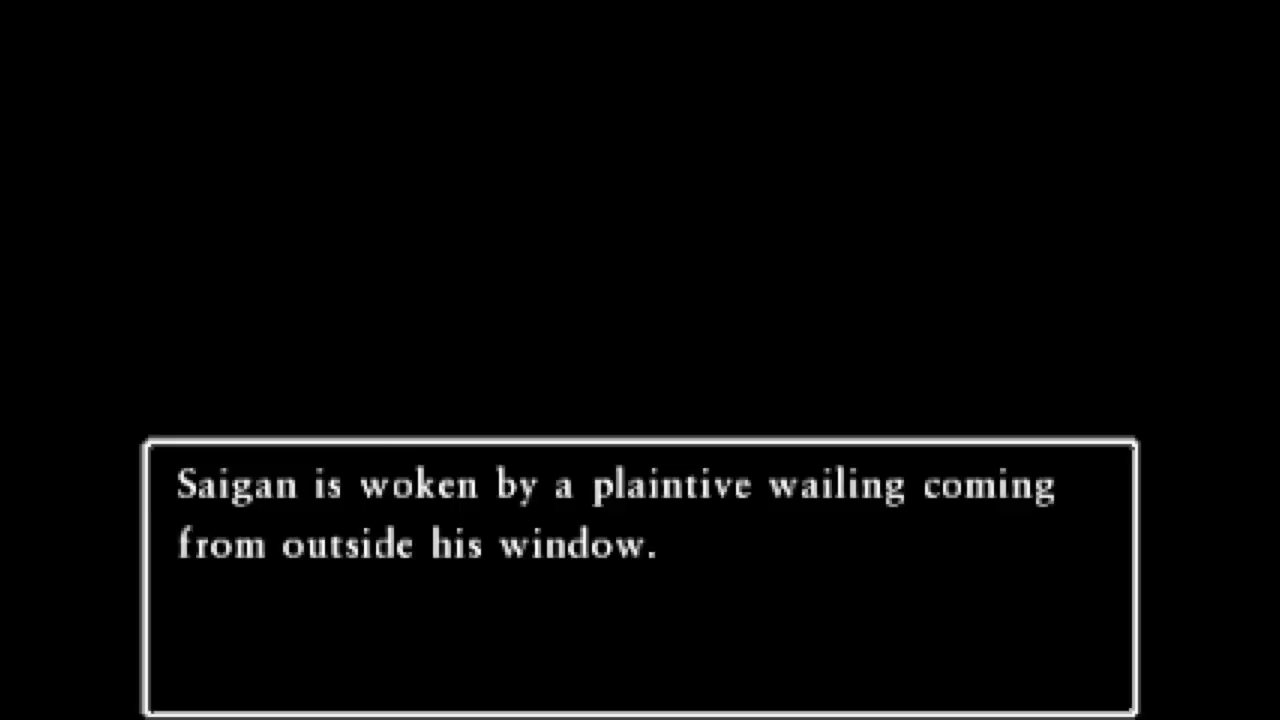 Saigan is woken by a plaintive wailing coming
from outside his window.